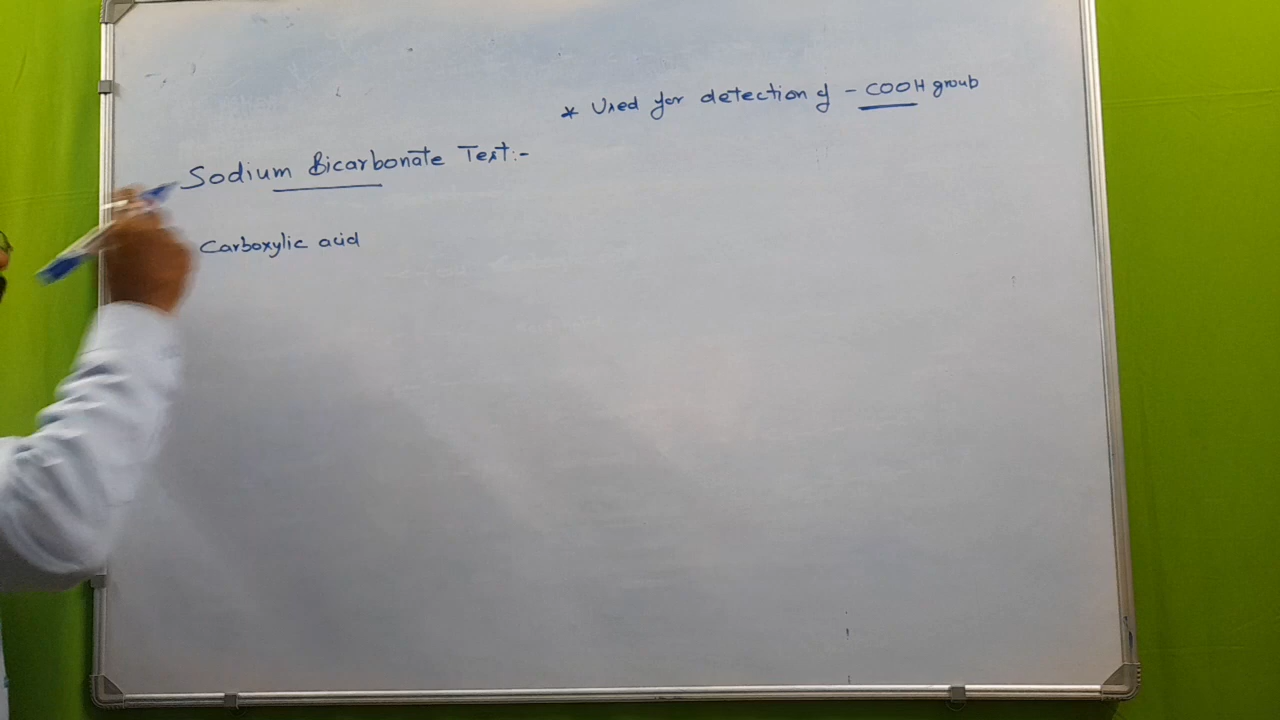 * Used for detection of - COOH group
Sodium Bicarbonate Test:-
Carboxylic acid